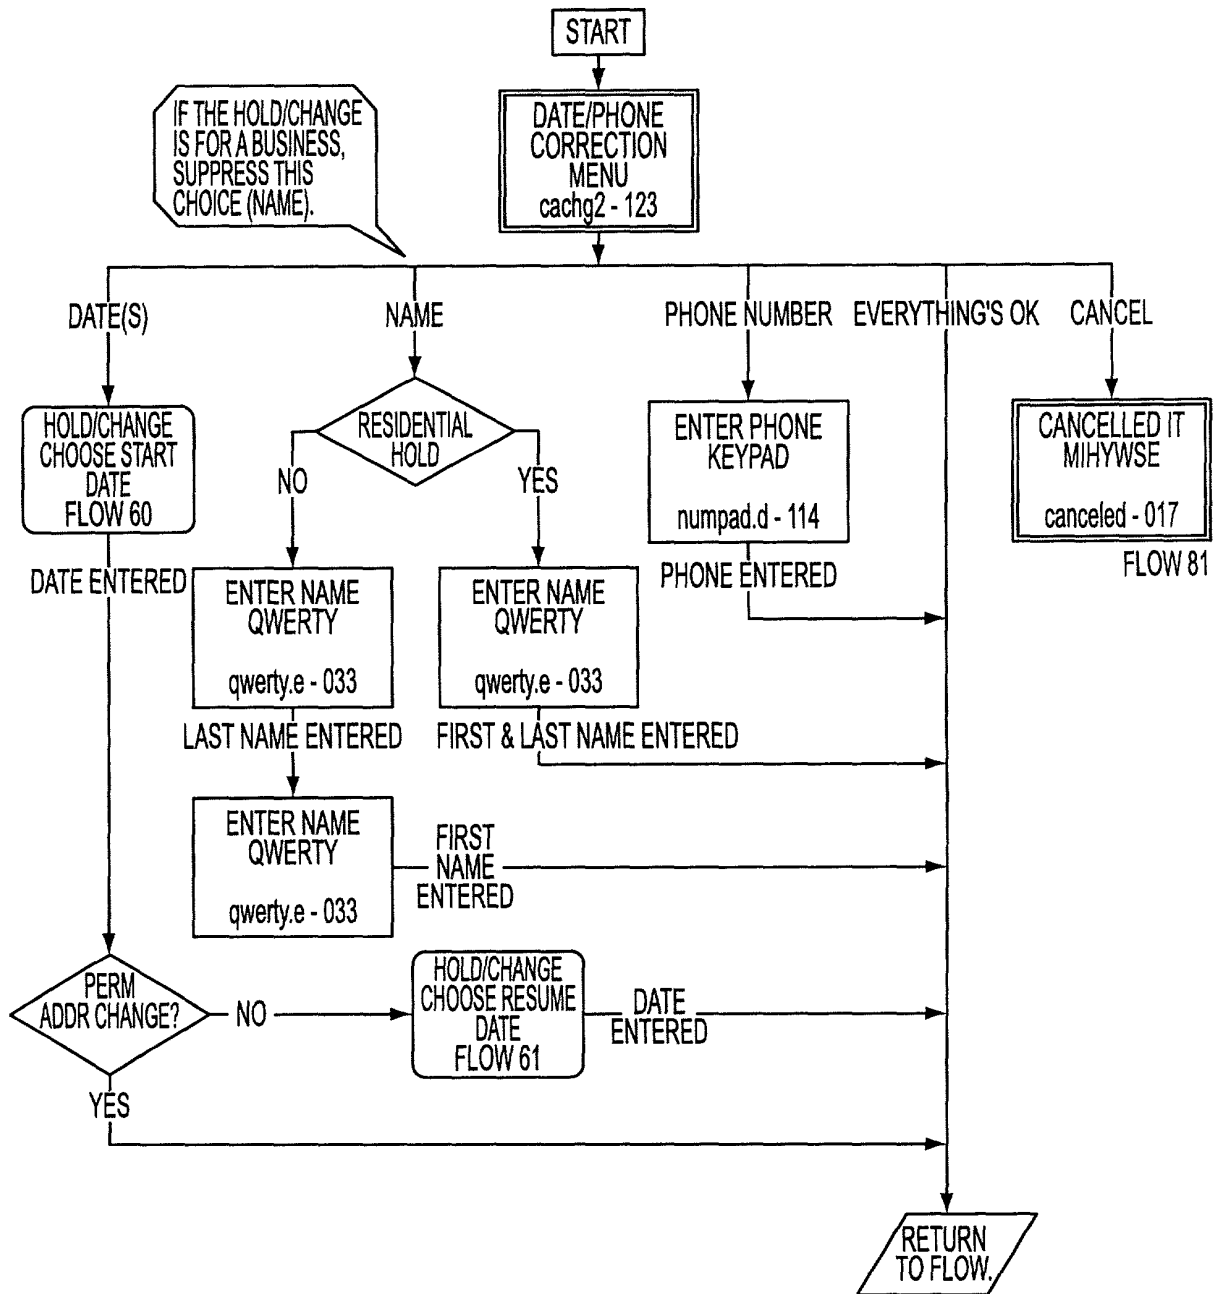 START
DATE/PHONE
CORRECTION
MENU
cachg2 - 123
IF THE HOLD/CHANGE
IS FOR A BUSINESS,
SUPPRESS THIS
CHOICE (NAME).
DATE(S)
NAME
PHONE NUMBER
EVERYTHING'S OK
CANCEL
HOLD/CHANGE
CHOOSE START
DATE
FLOW 60
RESIDENTIAL
HOLD
NO
YES
ENTER PHONE
KEYPAD
numpad.d - 114
CANCELLED IT
MIHYWSE
canceled - 017
FLOW 81
DATE ENTERED
PHONE ENTERED
ENTER NAME
QWERTY
qwerty.e - 033
ENTER NAME
QWERTY
qwerty.e - 033
LAST NAME ENTERED
FIRST & LAST NAME ENTERED
ENTER NAME
QWERTY
qwerty.e - 033
FIRST
NAME
ENTERED
PERM
ADDR CHANGE?
NO
HOLD/CHANGE
CHOOSE RESUME
DATE
FLOW 61
DATE
ENTERED
YES
RETURN
TO FLOW.